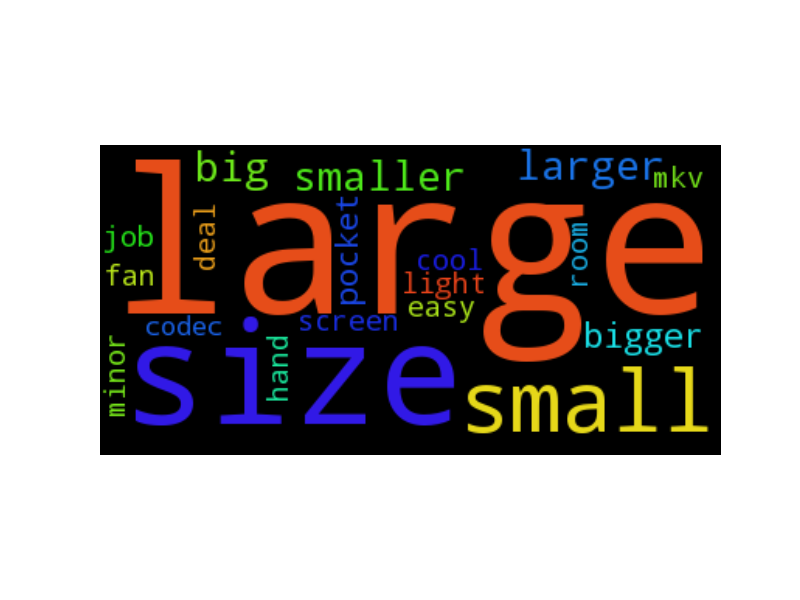 big
smaller
larger
mkv
large
job
deal
pocket
room
fan
cool
light
easy
codec
screen
bigger
minor
size
hand
small